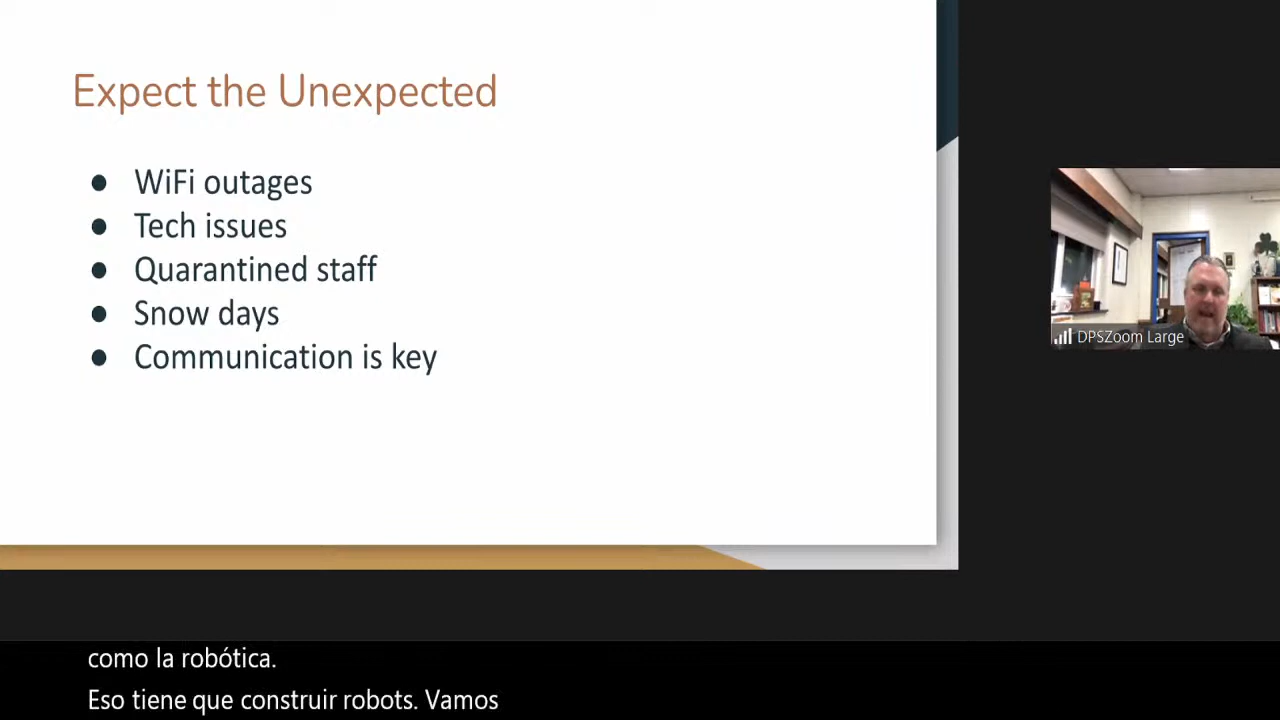 Expect the Unexpected
● WiFi outages
● Tech issues
● Quarantined staff
● Snow days
● Communication is key
DPSZoom Large
como la robótica.
Eso tiene que construir robots. Vamos